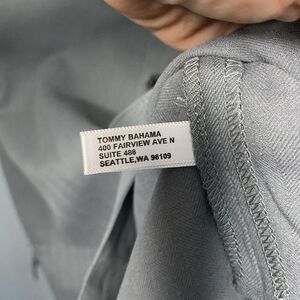 TOMMY BAHAMA
400 FAIRVIEW AVE N
SUITE 488
SEATTLE,WA 98109